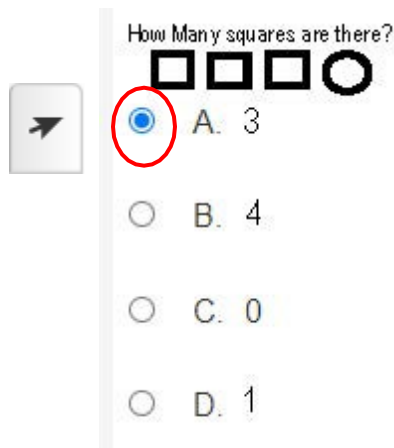 How Many squares are there?
A. 3
B. 4
C. 0
D. 1